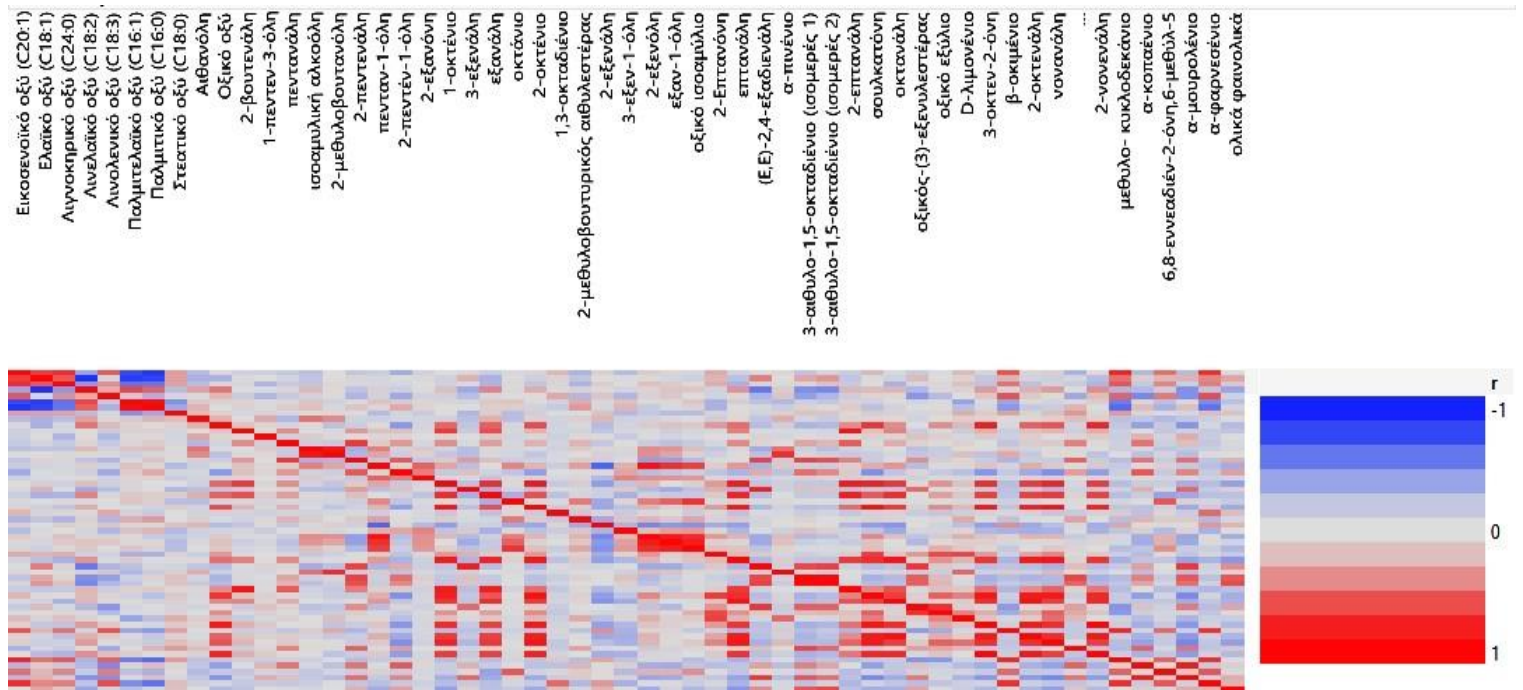 Εικοσενοϊκό οξύ (C20:1)
Ελαϊκό οξύ (C18:1)
Λιγνοκηρικό οξύ (C24:0)
Λινελαϊκό οξύ (C18:2)
Λινολενικό οξύ (C18:3)
Παλμιτελαϊκό οξύ (C16:1)
Παλμιτικό οξύ (C16:0)
Στεατικό οξύ (C18:0)
Αιθανόλη
Οξικό οξύ
2-βουτενάλη
1-πεντεν-3-όλη
πεντανάλη
ισοαμυλική αλκοόλη
2-μεθυλοβουτανόλη
2-πεντενάλη
πενταν-1-όλη
2-πεντέν-1-όλη
2-εξανόνη
1-οκτένιο
3-εξενάλη
εξανάλη
οκτάνιο
2-οκτένιο
1,3-οκταδιένιο
2-μεθυλοβουτυρικός αιθυλεστέρας
2-εξενάλη
3-εξεν-1-όλη
2-εξενόλη
εξαν-1-όλη
οξικό ισοαμύλιο
2-Επτανόνη
επτανάλη
(E,E)-2,4-εξαδιενάλη
α-πινένιο
3-αιθυλο-1,5-οκταδιένιο (ισομερές 1)
3-αιθυλο-1,5-οκταδιένιο (ισομερές 2)
2-επτανάλη
σουλκατόνη
οκτανάλη
οξικός-(3)-εξενυλεστέρας
οξικό εξύλιο
D-λιμονένιο
3-οκτεν-2-όνη
β-οκιμένιο
2-οκτενάλη
νονανάλη
...
2-νονενάλη
μεθυλο- κυκλοδεκάνιο
α-κοπαένιο
6,8-εννεαδιέν-2-όνη,6-μεθύλ-5
α-μουρολένιο
α-φαρνεσένιο
ολικά φαινολικά
r
-1
0
1